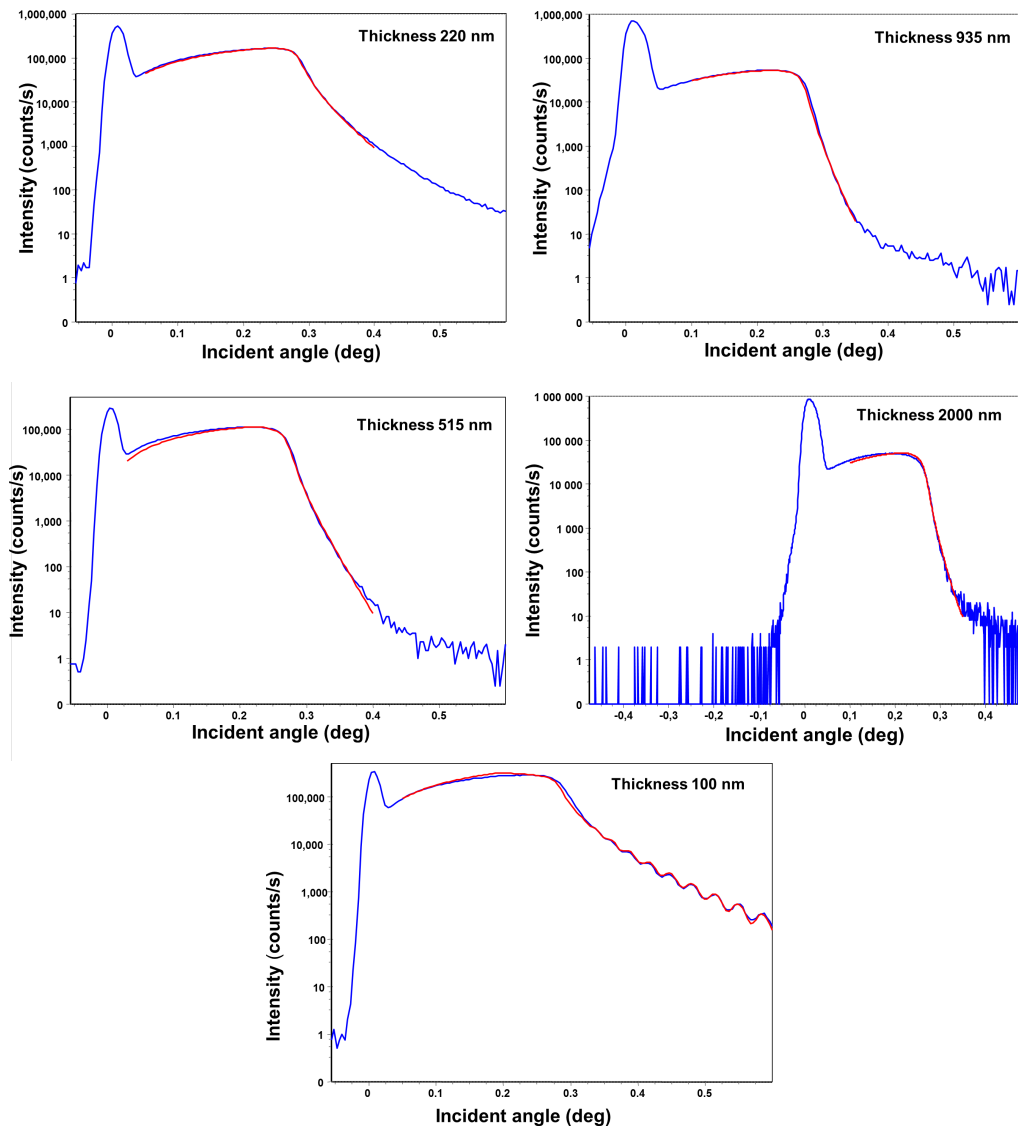 Thickness 220 nm
Intensity (counts/s)
1,000,000
100,000
10,000
1,000
100
10
1
0
0 0.1 0.2 0.3 0.4 0.5
Incident angle (deg)
Thickness 935 nm
Intensity (counts/s)
1,000,000
100,000
10,000
1,000
100
10
1
0
0 0.1 0.2 0.3 0.4 0.5
Incident angle (deg)
Thickness 515 nm
Intensity (counts/s)
100,000
10,000
1,000
100
10
1
0
0 0.1 0.2 0.3 0.4 0.5
Incident angle (deg)
Thickness 2000 nm
Intensity (counts/s)
1 000 000
100 000
10 000
1 000
100
10
1
0
-0,4 -0,3 -0,2 -0,1 0 0,1 0,2 0,3 0,4
Incident angle (deg)
Thickness 100 nm
Intensity (counts/s)
100,000
10,000
1,000
100
10
1
0
0 0.1 0.2 0.3 0.4 0.5
Incident angle (deg)